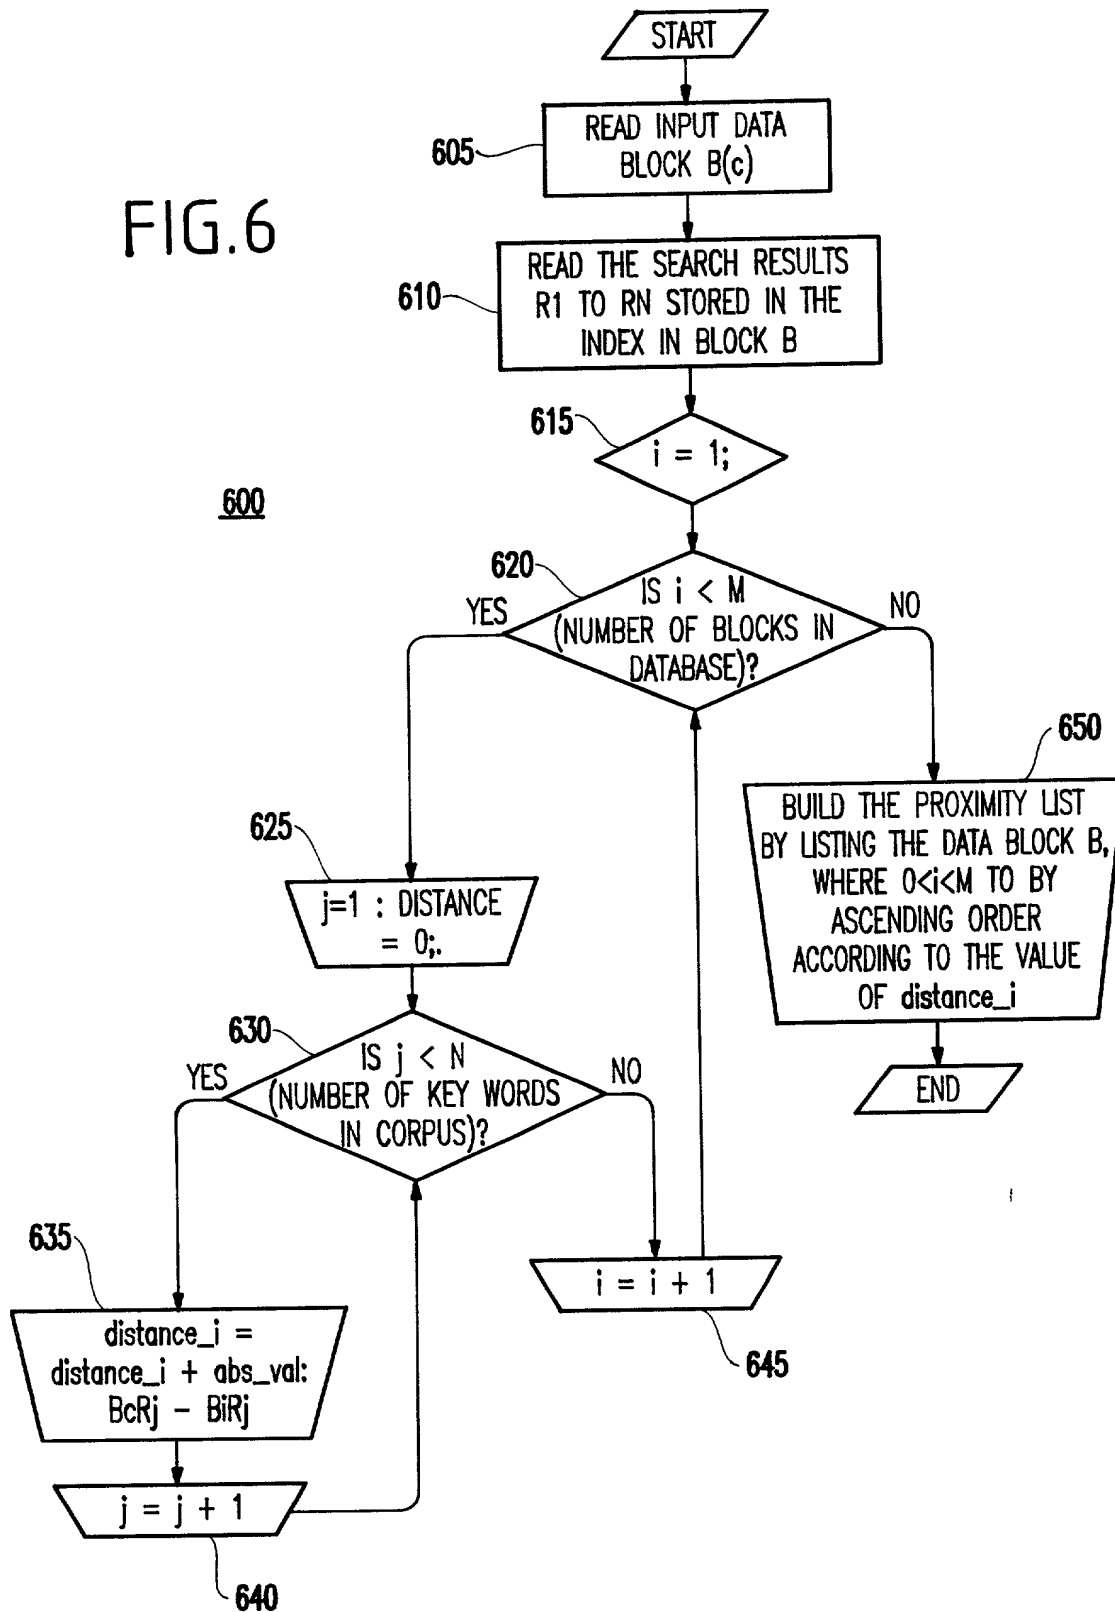 START
READ INPUT DATA
BLOCK B(c)
605
FIG.6
READ THE SEARCH RESULTS
R1 TO RN STORED IN THE
INDEX IN BLOCK B
610
615
i = 1;
600
620
IS i < M
(NUMBER OF BLOCKS IN
DATABASE)?
YES
NO
650
BUILD THE PROXIMITY LIST
BY LISTING THE DATA BLOCK B,
WHERE 0<i<M TO BY
ASCENDING ORDER
ACCORDING TO THE VALUE
OF distance_i
625
j=1 : DISTANCE
= 0;.
630
IS j < N
(NUMBER OF KEY WORDS
IN CORPUS)?
YES
NO
END
635
distance_i =
distance_i + abs_val:
BcRj - BiRj
i = i + 1
645
j = j + 1
640